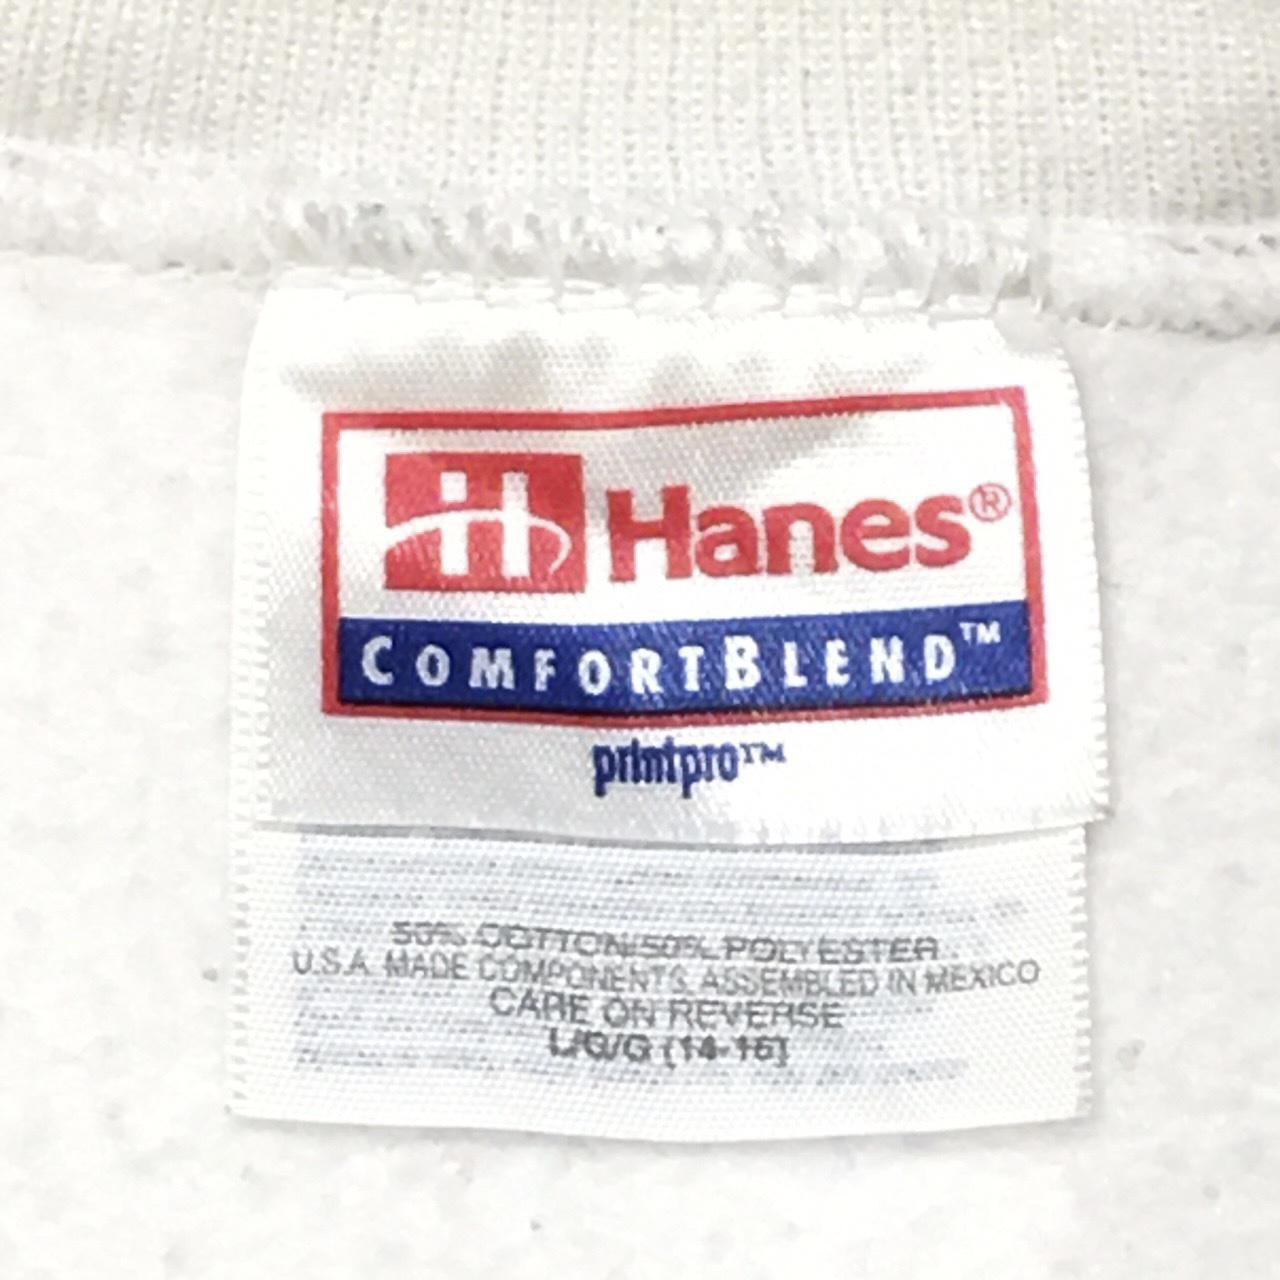 H Hanes®
COMFORTBLEND™
printpro™
50% COTTON/50% POLYESTER
U.S.A. MADE COMPONENTS, ASSEMBLED IN MEXICO
CARE ON REVERSE
L/G/G (14-16)